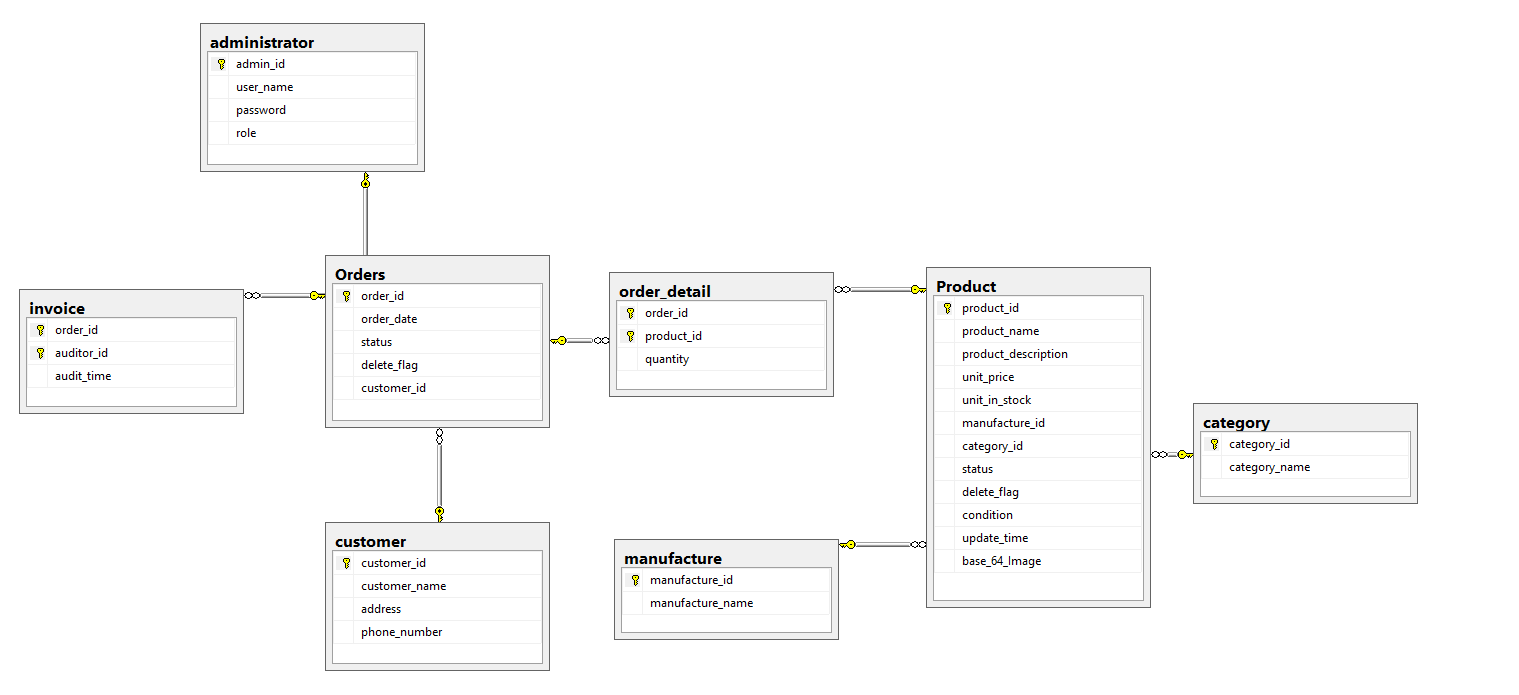 administrator
admin_id
user_name
password
role
Orders
order_id
order_date
status
delete_flag
customer_id
invoice
order_id
auditor_id
audit_time
order_detail
order_id
product_id
quantity
Product
product_id
product_name
product_description
unit_price
unit_in_stock
manufacture_id
category_id
status
delete_flag
condition
update_time
base_64_Image
category
category_id
category_name
customer
customer_id
customer_name
address
phone_number
manufacture
manufacture_id
manufacture_name